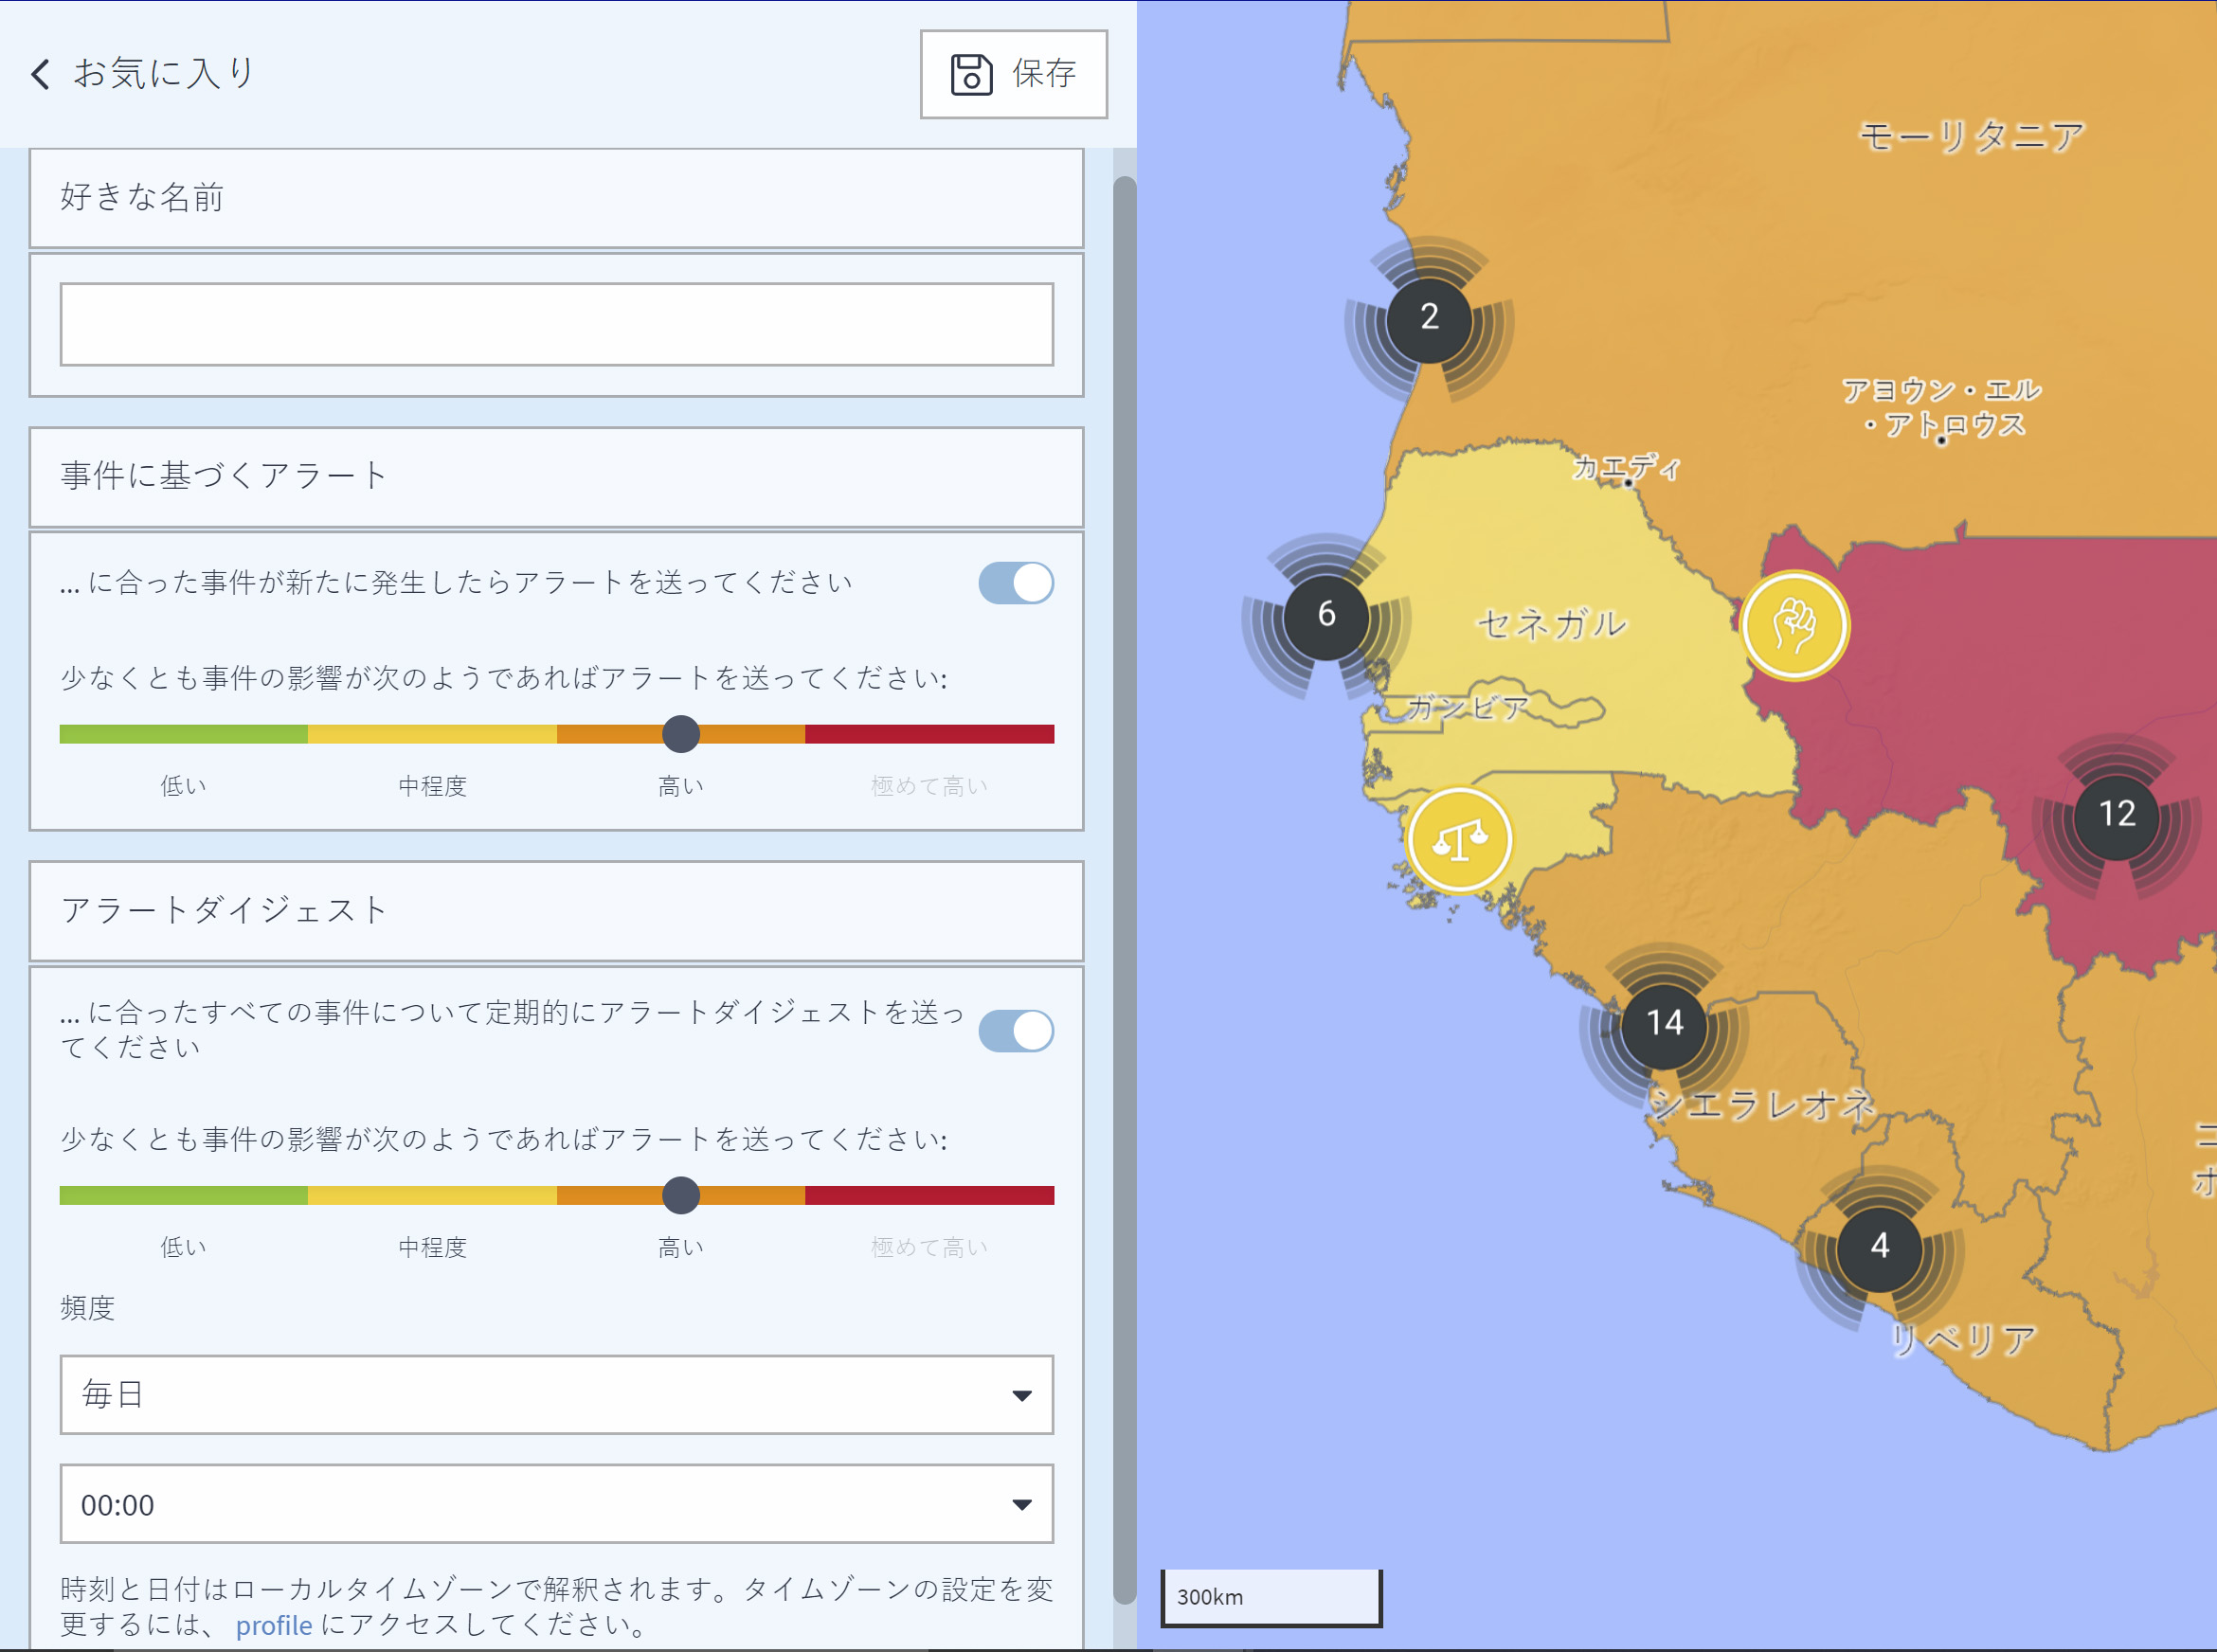 お気に入り
保存
好きな名前
事件に基づくアラート
... に合った事件が新たに発生したらアラートを送ってください
少なくとも事件の影響が次のようであればアラートを送ってください:
低い
中程度
高い
極めて高い
アラートダイジェスト
... に合ったすべての事件について定期的にアラートダイジェストを送っ
てください
少なくとも事件の影響が次のようであればアラートを送ってください:
低い
中程度
高い
極めて高い
頻度
毎日
00:00
時刻と日付はローカルタイムゾーンで解釈されます。タイムゾーンの設定を変
更するには、 profile にアクセスしてください。
モーリタニア
2
アヨウン・エル
・アトロウス
カエディ
6
セネガル
ガンビア
12
14
シエラレオネ
4
リベリア
300km